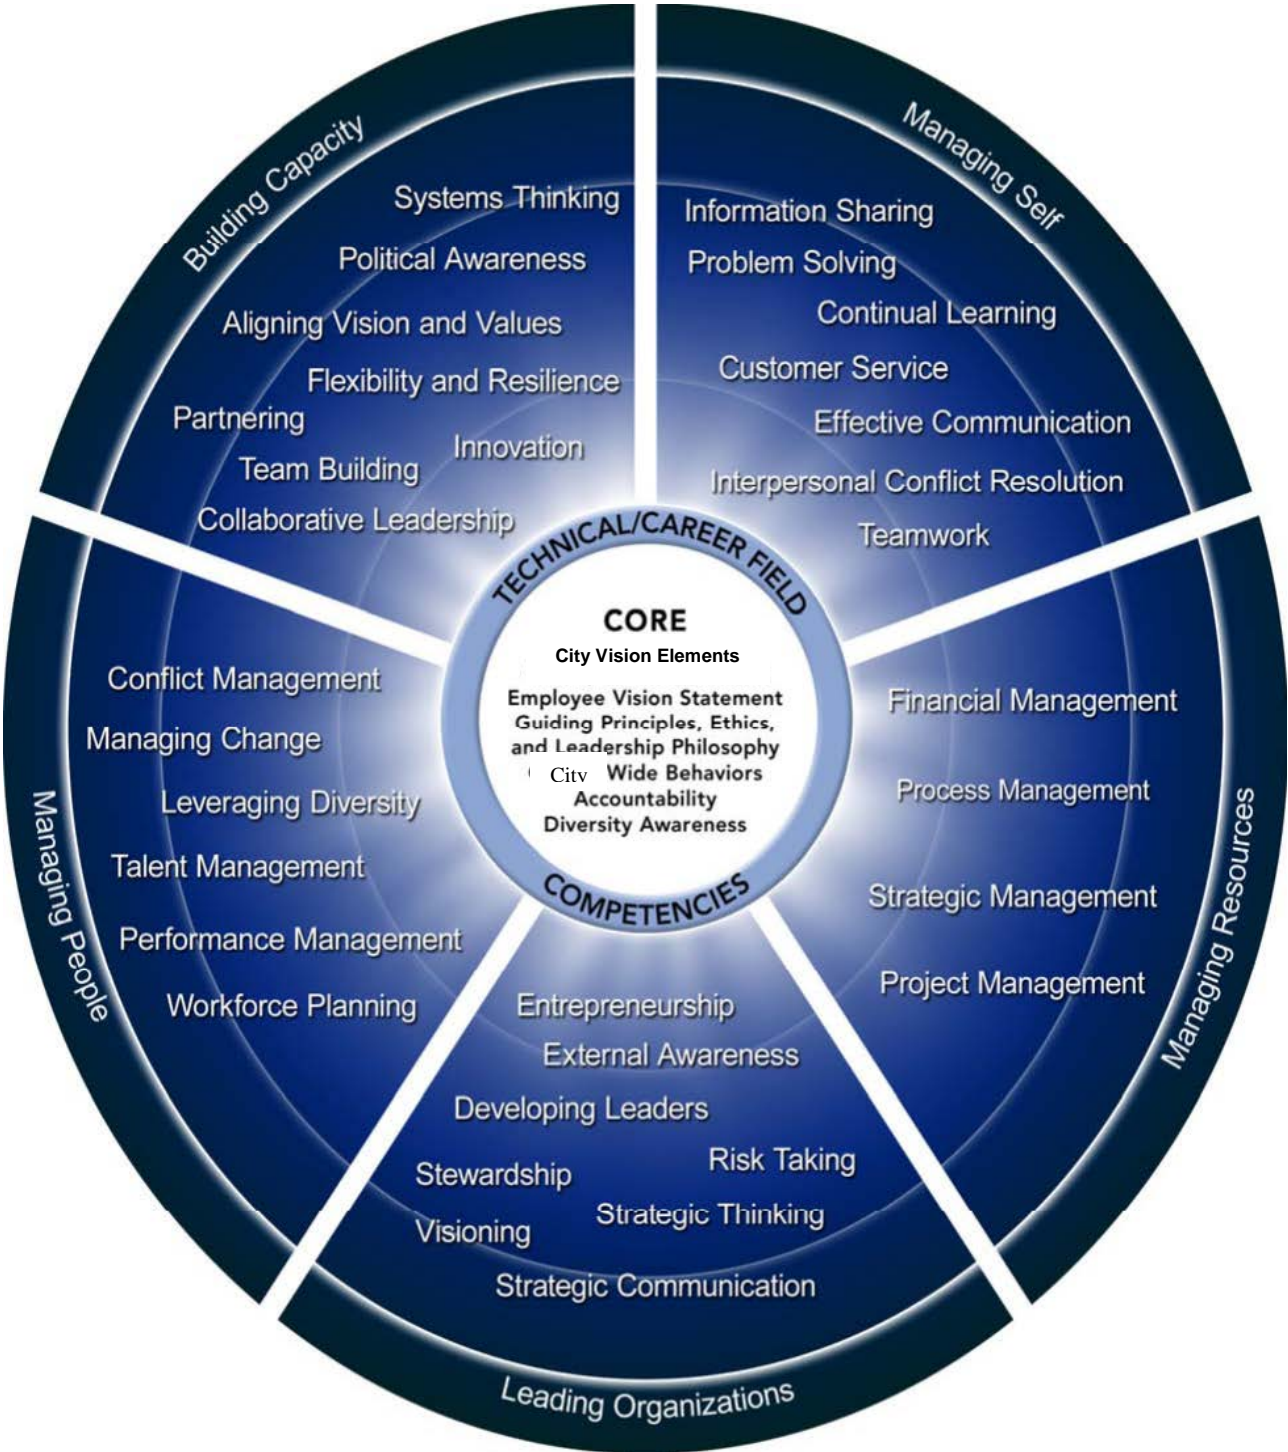 Building Capacity
Systems Thinking
Political Awareness
Aligning Vision and Values
Flexibility and Resilience
Partnering
Innovation
Team Building
Collaborative Leadership
Managing Self
Information Sharing
Problem Solving
Continual Learning
Customer Service
Effective Communication
Interpersonal Conflict Resolution
Teamwork
TECHNICAL/CAREER FIELD
CORE
City Vision Elements
Employee Vision Statement
Guiding Principles, Ethics,
and Leadership Philosophy
City Wide Behaviors
Accountability
Diversity Awareness
COMPETENCIES
Managing People
Conflict Management
Managing Change
Leveraging Diversity
Talent Management
Performance Management
Workforce Planning
Managing Resources
Financial Management
Process Management
Strategic Management
Project Management
Entrepreneurship
External Awareness
Developing Leaders
Risk Taking
Stewardship
Strategic Thinking
Visioning
Strategic Communication
Leading Organizations